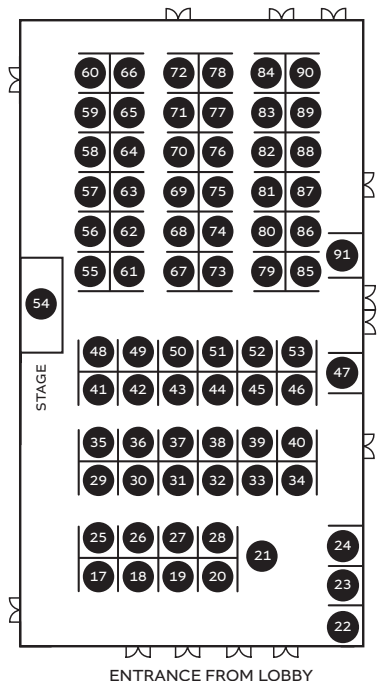 60 66 72 78 84 90
59 65 71 77 83 89
58 64 70 76 82 88
57 63 69 75 81 87
56 62 68 74 80 86
91
55 61 67 73 79 85
54
STAGE
48 49 50 51 52 53
47
41 42 43 44 45 46
35 36 37 38 39 40
29 30 31 32 33 34
25 26 27 28
24
21
17 18 19 20
23
22
ENTRANCE FROM LOBBY